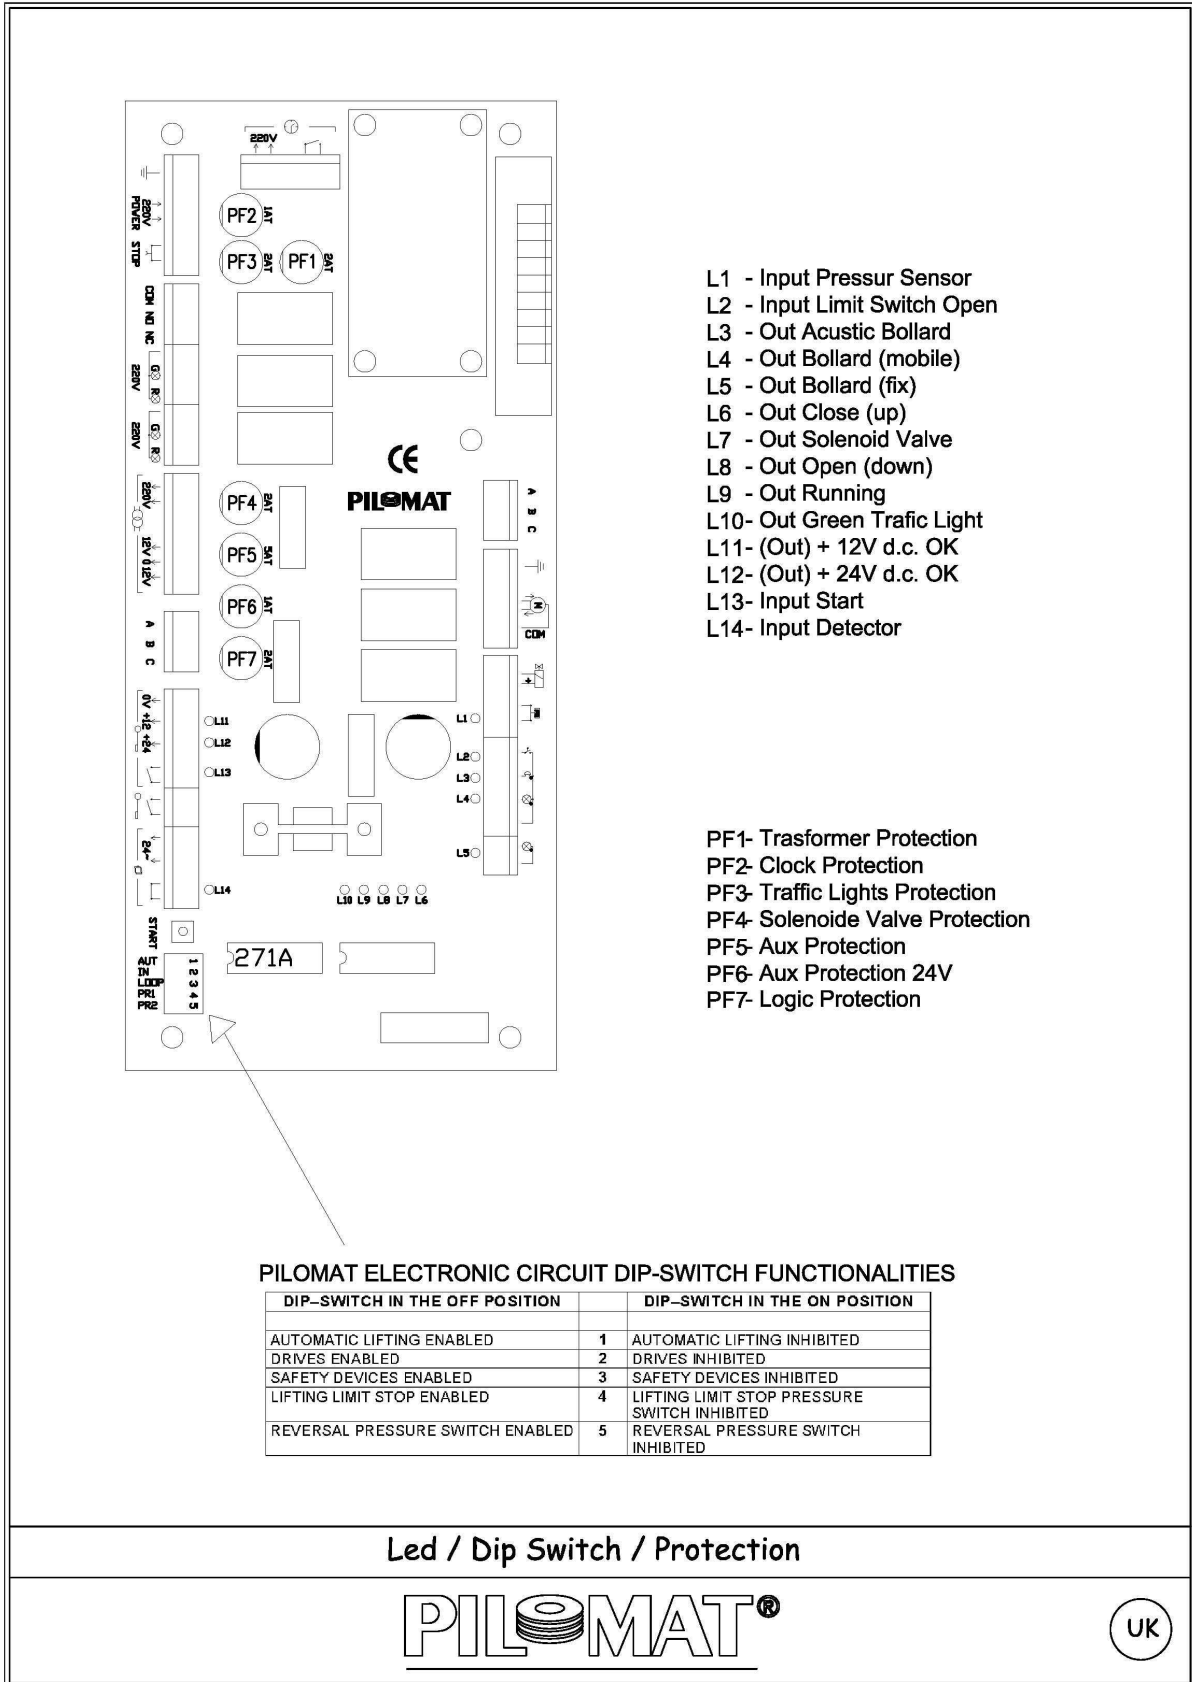 220V
220V
POWER
STOP
PF2
1AT
PF3
2AT
PF1
2AT
COM NO NC
220V
G R
220V
G R
CE
PILOMAT
220V
12V 0 12V
PF4
2AT
PF5
5AT
PF6
1AT
PF7
2AT
A B C
A B C
M
COM
+
0V +12 +24
L11
L12
L13
24~
L14
L1
L2
L3
L4
L5
L10 L9 L8 L7 L6
START
AUT 1
IN 2
LOOP 3
PR1 4
PR2 5
271A
L1 - Input Pressur Sensor
L2 - Input Limit Switch Open
L3 - Out Acustic Bollard
L4 - Out Bollard (mobile)
L5 - Out Bollard (fix)
L6 - Out Close (up)
L7 - Out Solenoid Valve
L8 - Out Open (down)
L9 - Out Running
L10- Out Green Trafic Light
L11- (Out) + 12V d.c. OK
L12- (Out) + 24V d.c. OK
L13- Input Start
L14- Input Detector
PF1- Trasformer Protection
PF2- Clock Protection
PF3- Traffic Lights Protection
PF4- Solenoide Valve Protection
PF5- Aux Protection
PF6- Aux Protection 24V
PF7- Logic Protection
PILOMAT ELECTRONIC CIRCUIT DIP-SWITCH FUNCTIONALITIES
DIP–SWITCH IN THE OFF POSITION DIP–SWITCH IN THE ON POSITION
AUTOMATIC LIFTING ENABLED 1 AUTOMATIC LIFTING INHIBITED
DRIVES ENABLED 2 DRIVES INHIBITED
SAFETY DEVICES ENABLED 3 SAFETY DEVICES INHIBITED
LIFTING LIMIT STOP ENABLED 4 LIFTING LIMIT STOP PRESSURE
SWITCH INHIBITED
REVERSAL PRESSURE SWITCH ENABLED 5 REVERSAL PRESSURE SWITCH
INHIBITED
Led / Dip Switch / Protection
PILOMAT®
UK